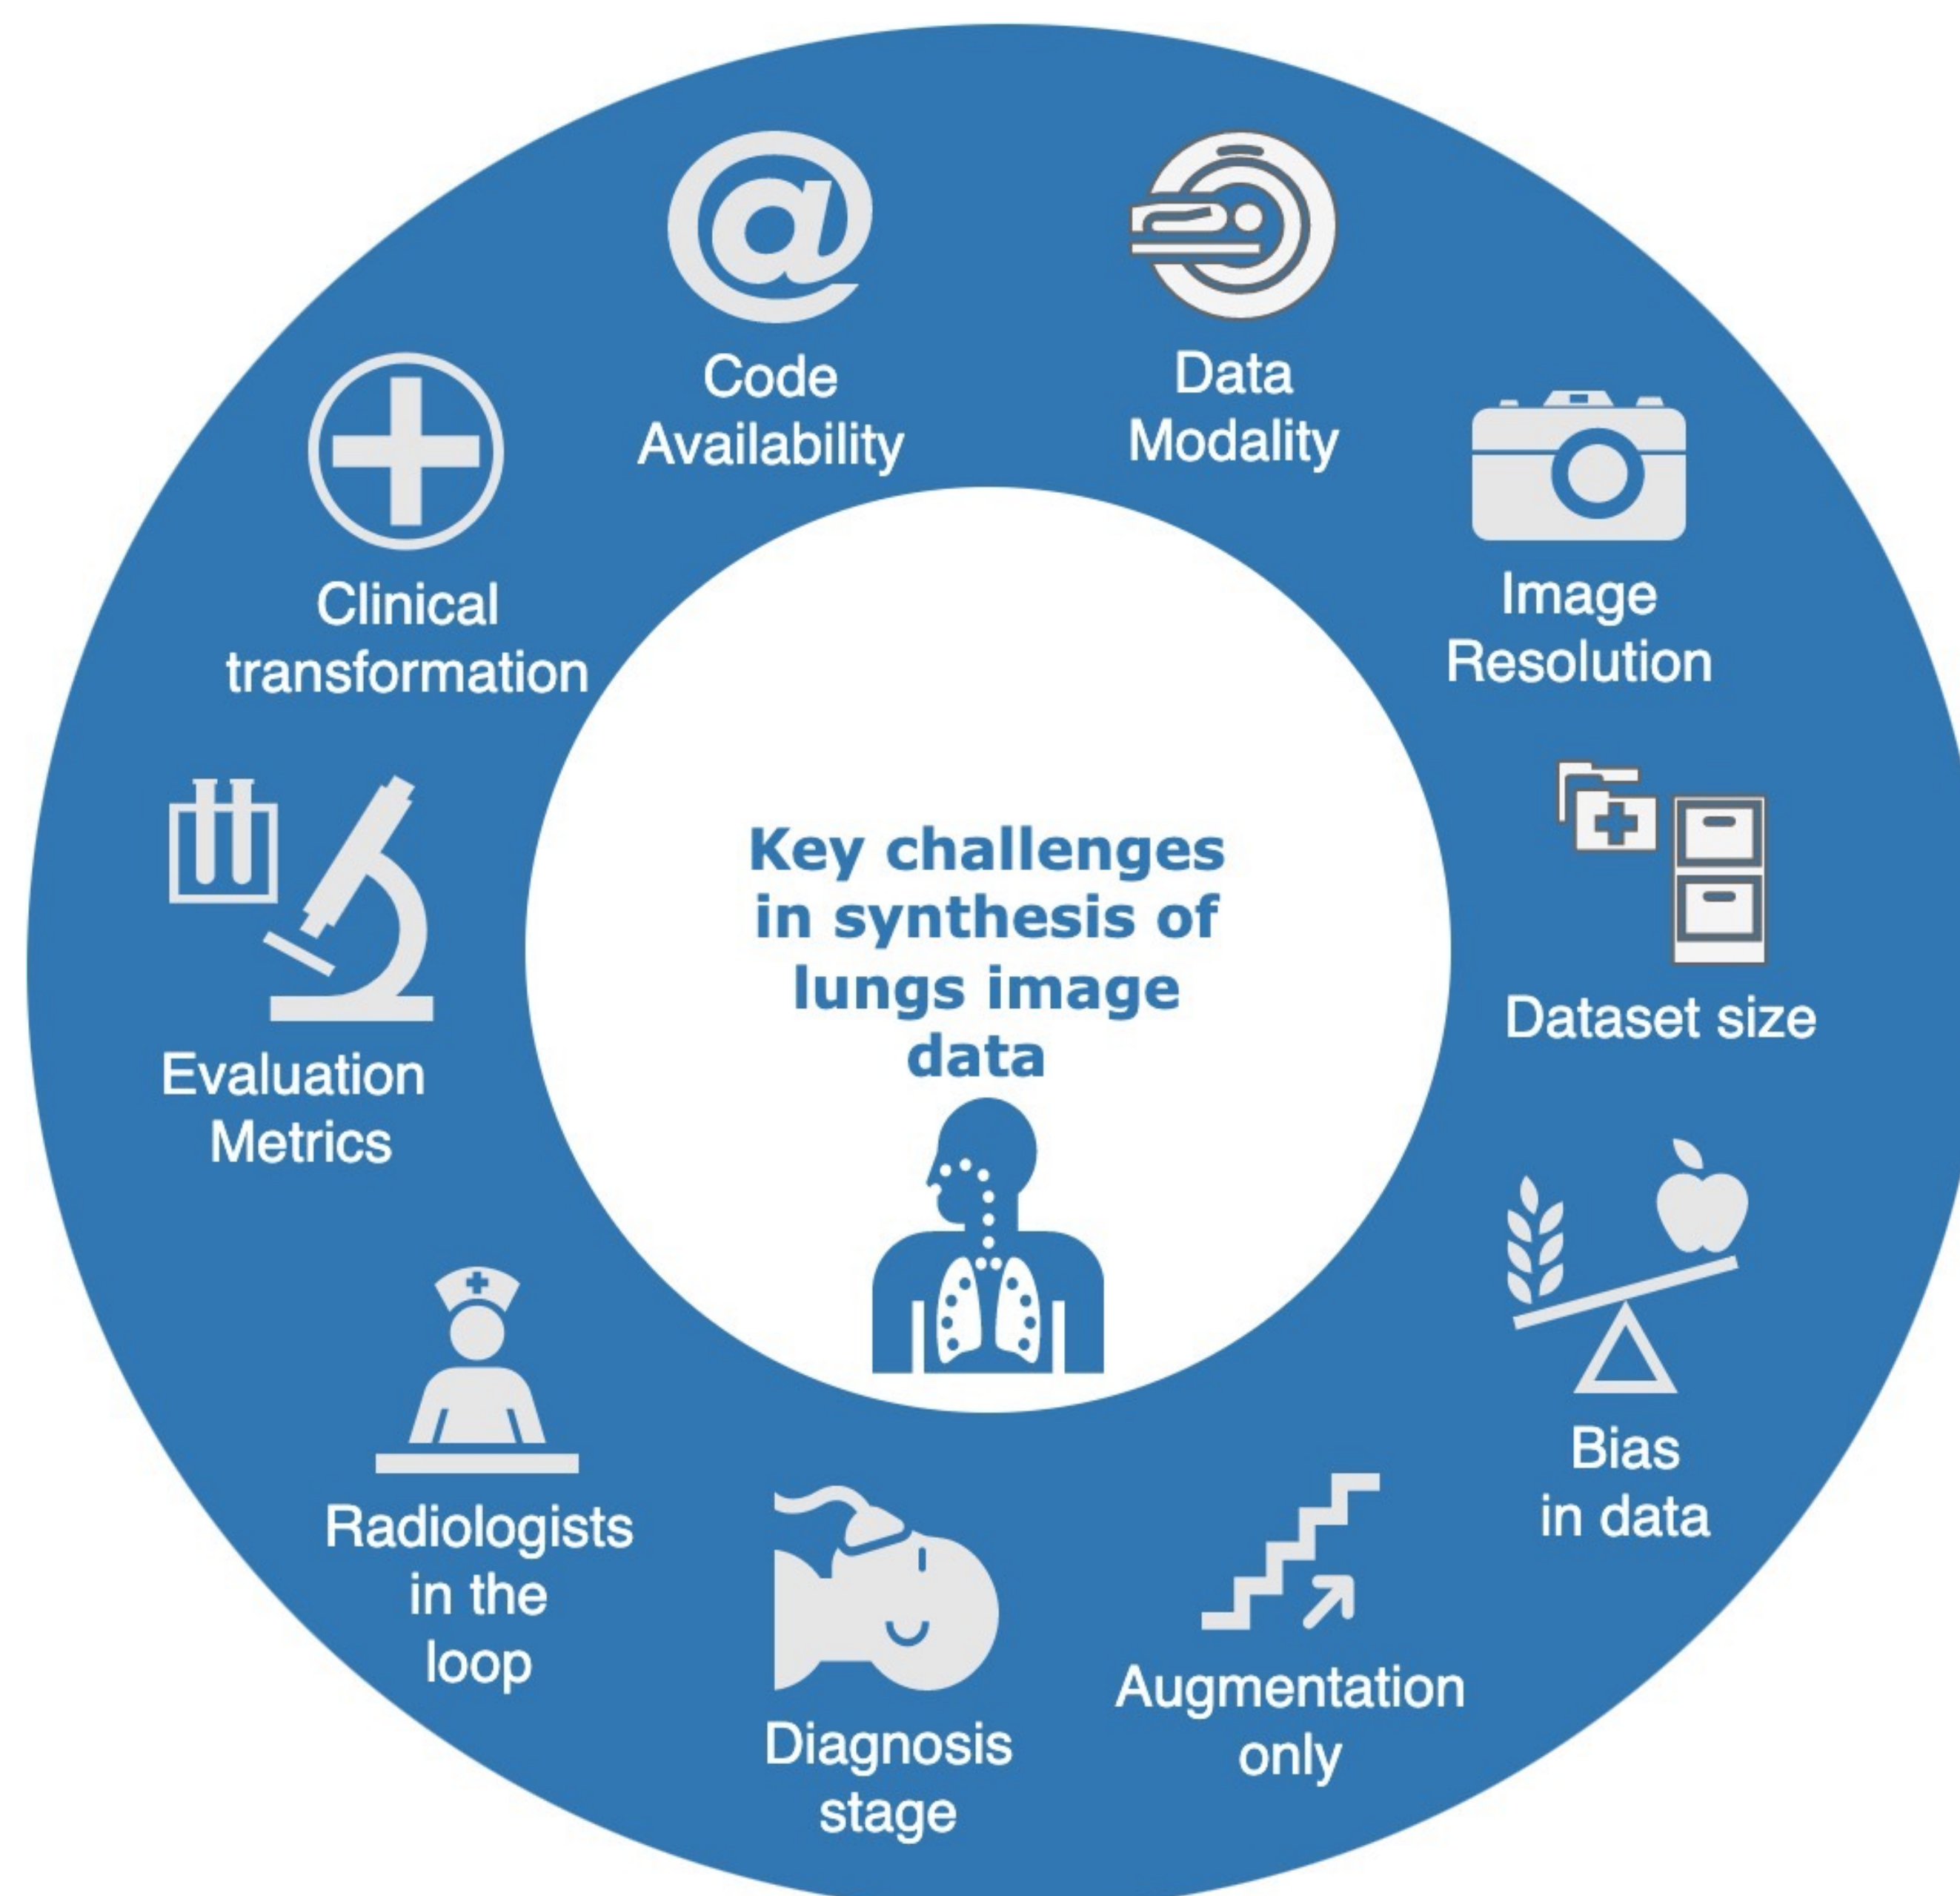 Code
Availability
Data
Modality
Image
Resolution
Dataset size
Bias
in data
Augmentation
only
Diagnosis
stage
Radiologists
in the
loop
Evaluation
Metrics
Clinical
transformation
Key challenges
in synthesis of
lungs image
data